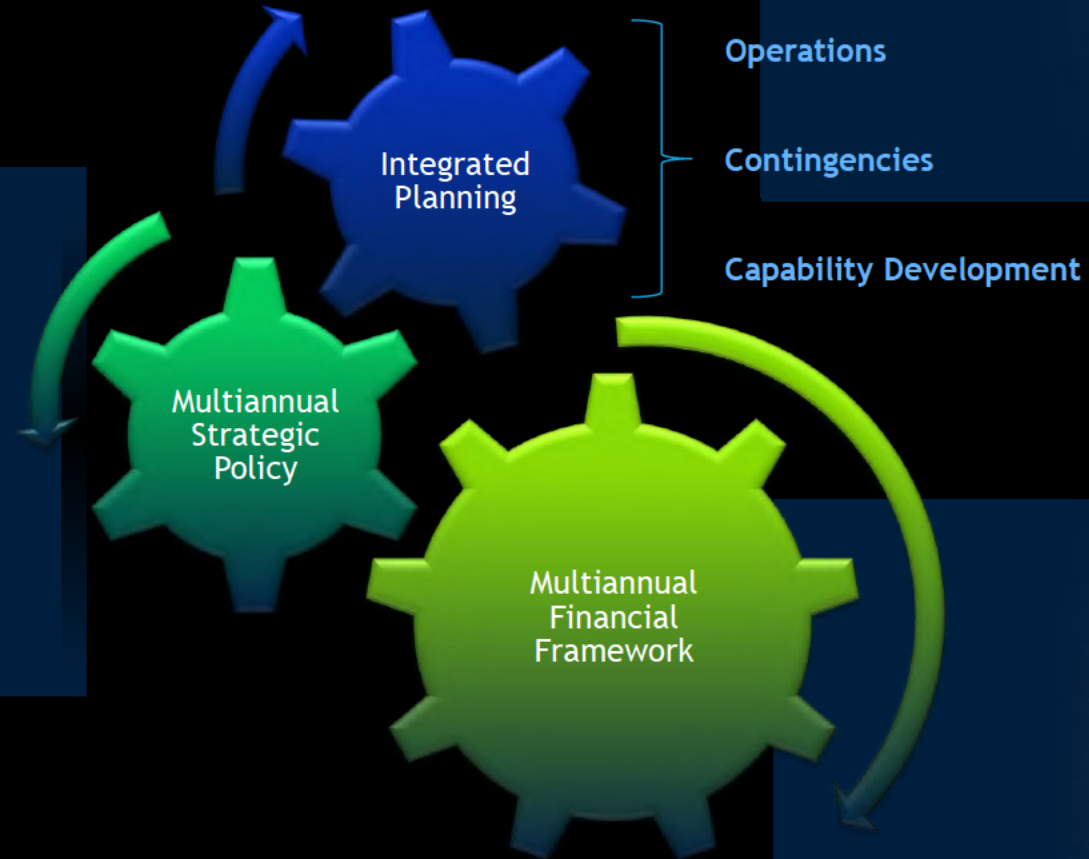 Integrated
Planning
Operations
Contingencies
Capability Development
Multiannual
Strategic
Policy
Multiannual
Financial
Framework